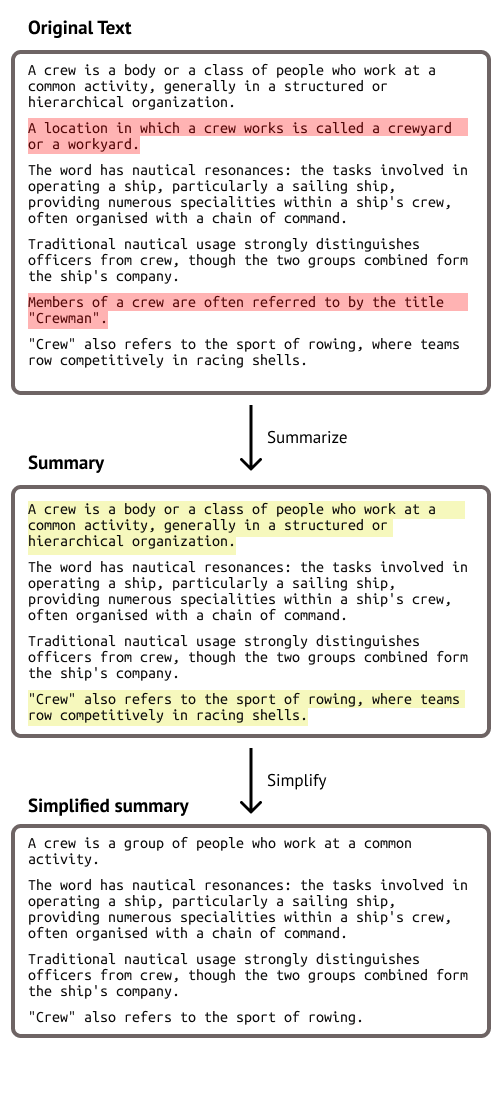 Original Text
A crew is a body or a class of people who work at a
common activity, generally in a structured or
hierarchical organization.
A location in which a crew works is called a crewyard
or a workyard.
The word has nautical resonances: the tasks involved in
operating a ship, particularly a sailing ship,
providing numerous specialities within a ship's crew,
often organised with a chain of command.
Traditional nautical usage strongly distinguishes
officers from crew, though the two groups combined form
the ship's company.
Members of a crew are often referred to by the title
"Crewman".
"Crew" also refers to the sport of rowing, where teams
row competitively in racing shells.
Summarize
Summary
A crew is a body or a class of people who work at a
common activity, generally in a structured or
hierarchical organization.
The word has nautical resonances: the tasks involved in
operating a ship, particularly a sailing ship,
providing numerous specialities within a ship's crew,
often organised with a chain of command.
Traditional nautical usage strongly distinguishes
officers from crew, though the two groups combined form
the ship's company.
"Crew" also refers to the sport of rowing, where teams
row competitively in racing shells.
Simplify
Simplified summary
A crew is a group of people who work at a common
activity.
The word has nautical resonances: the tasks involved in
operating a ship, particularly a sailing ship,
providing numerous specialities within a ship's crew,
often organised with a chain of command.
Traditional nautical usage strongly distinguishes
officers from crew, though the two groups combined form
the ship's company.
"Crew" also refers to the sport of rowing.